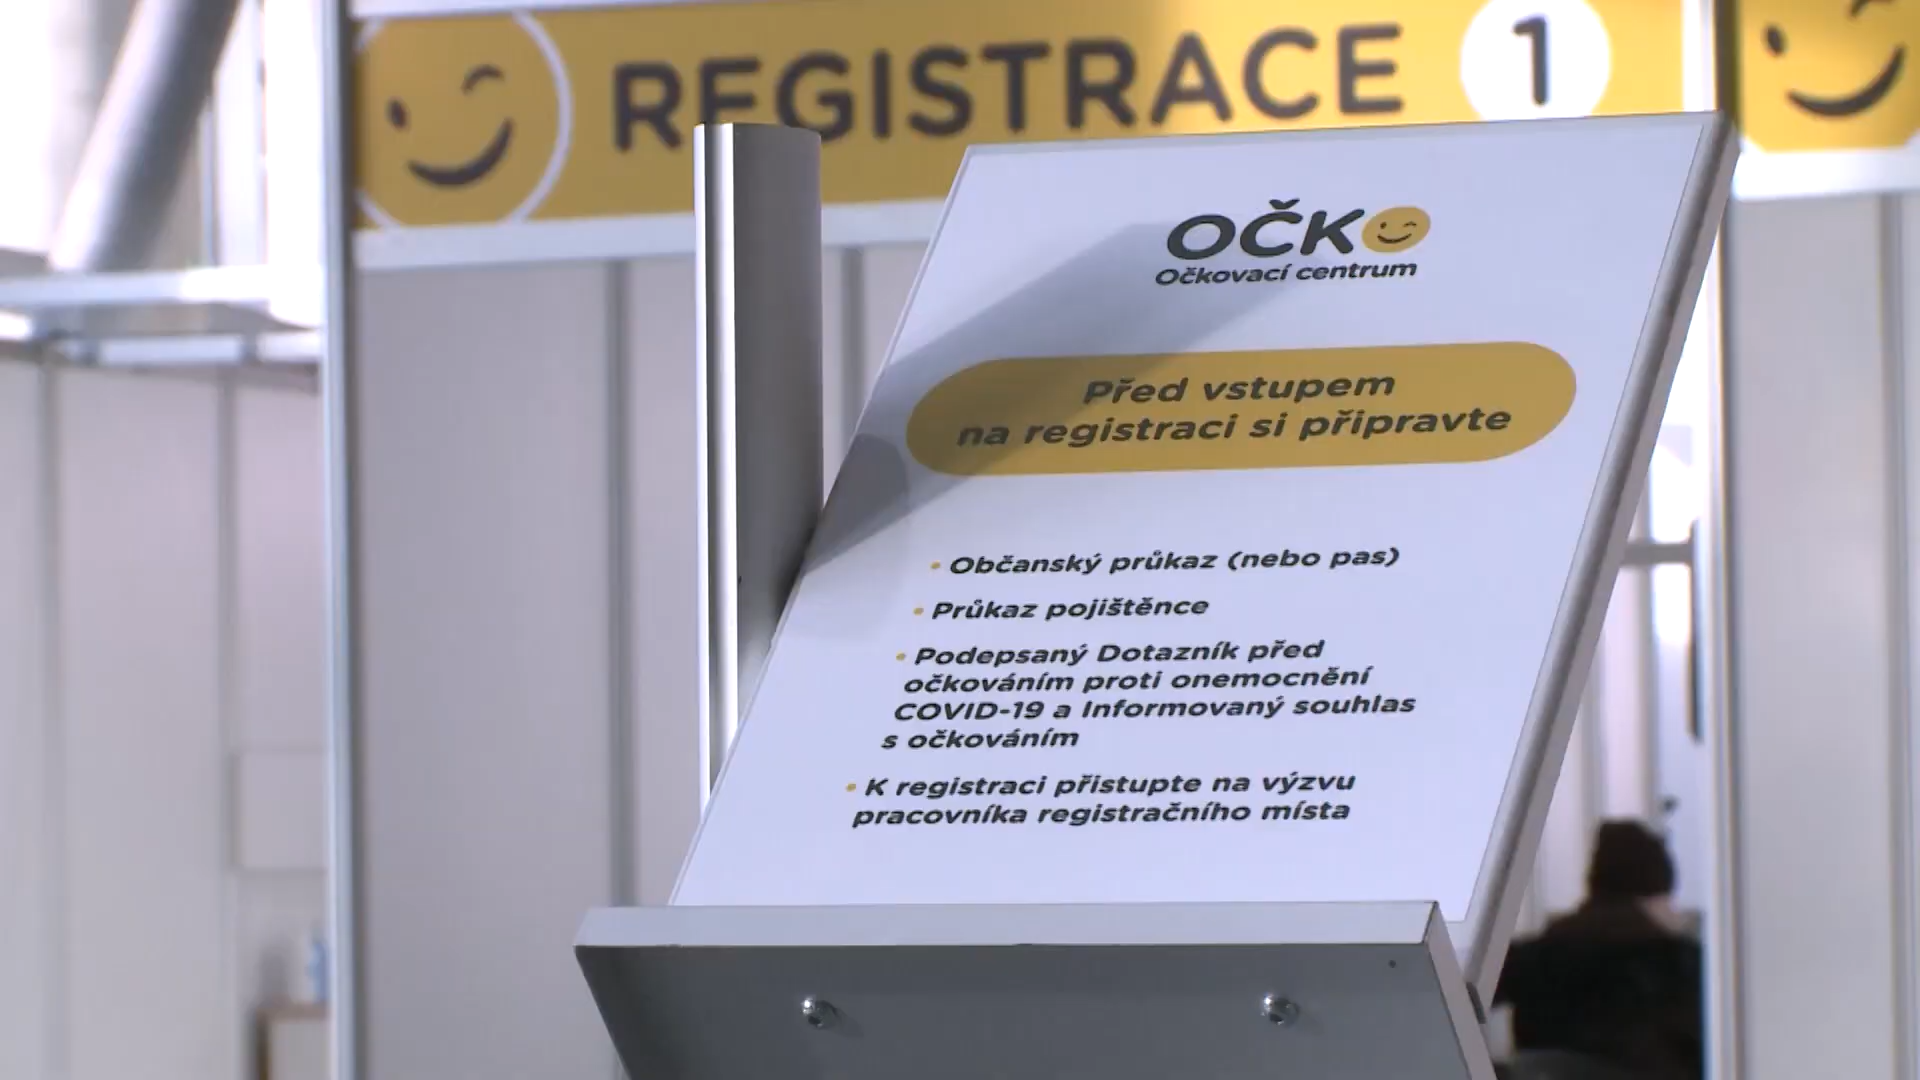 REGISTRACE 1
OČKO
Očkovací centrum
Před vstupem
na registraci si připravte
• Občanský průkaz (nebo pas)
• Průkaz pojištěnce
• Podepsaný Dotazník před
očkováním proti onemocnění
COVID-19 a Informovaný souhlas
s očkováním
• K registraci přistupte na výzvu
pracovníka registračního místa